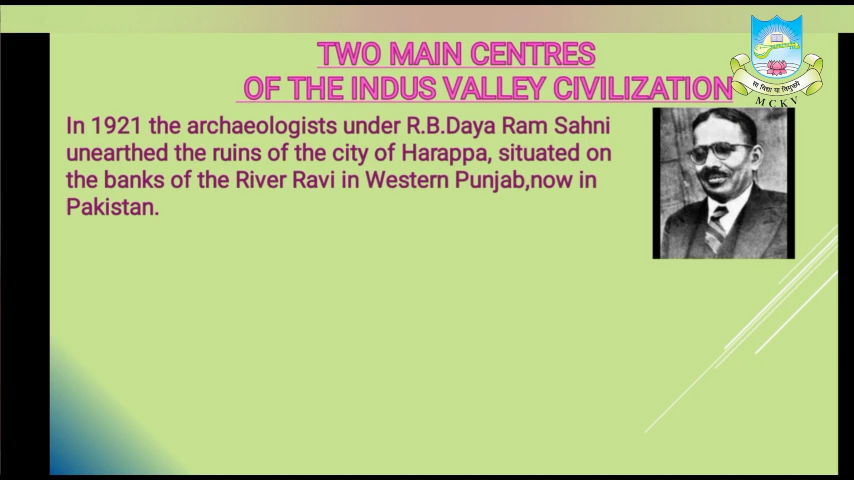 TWO MAIN CENTRES
OF THE INDUS VALLEY CIVILIZATION
In 1921 the archaeologists under R.B.Daya Ram Sahni
unearthed the ruins of the city of Harappa, situated on
the banks of the River Ravi in Western Punjab,now in
Pakistan.
सा विद्या या विमुक्तये
MCKV